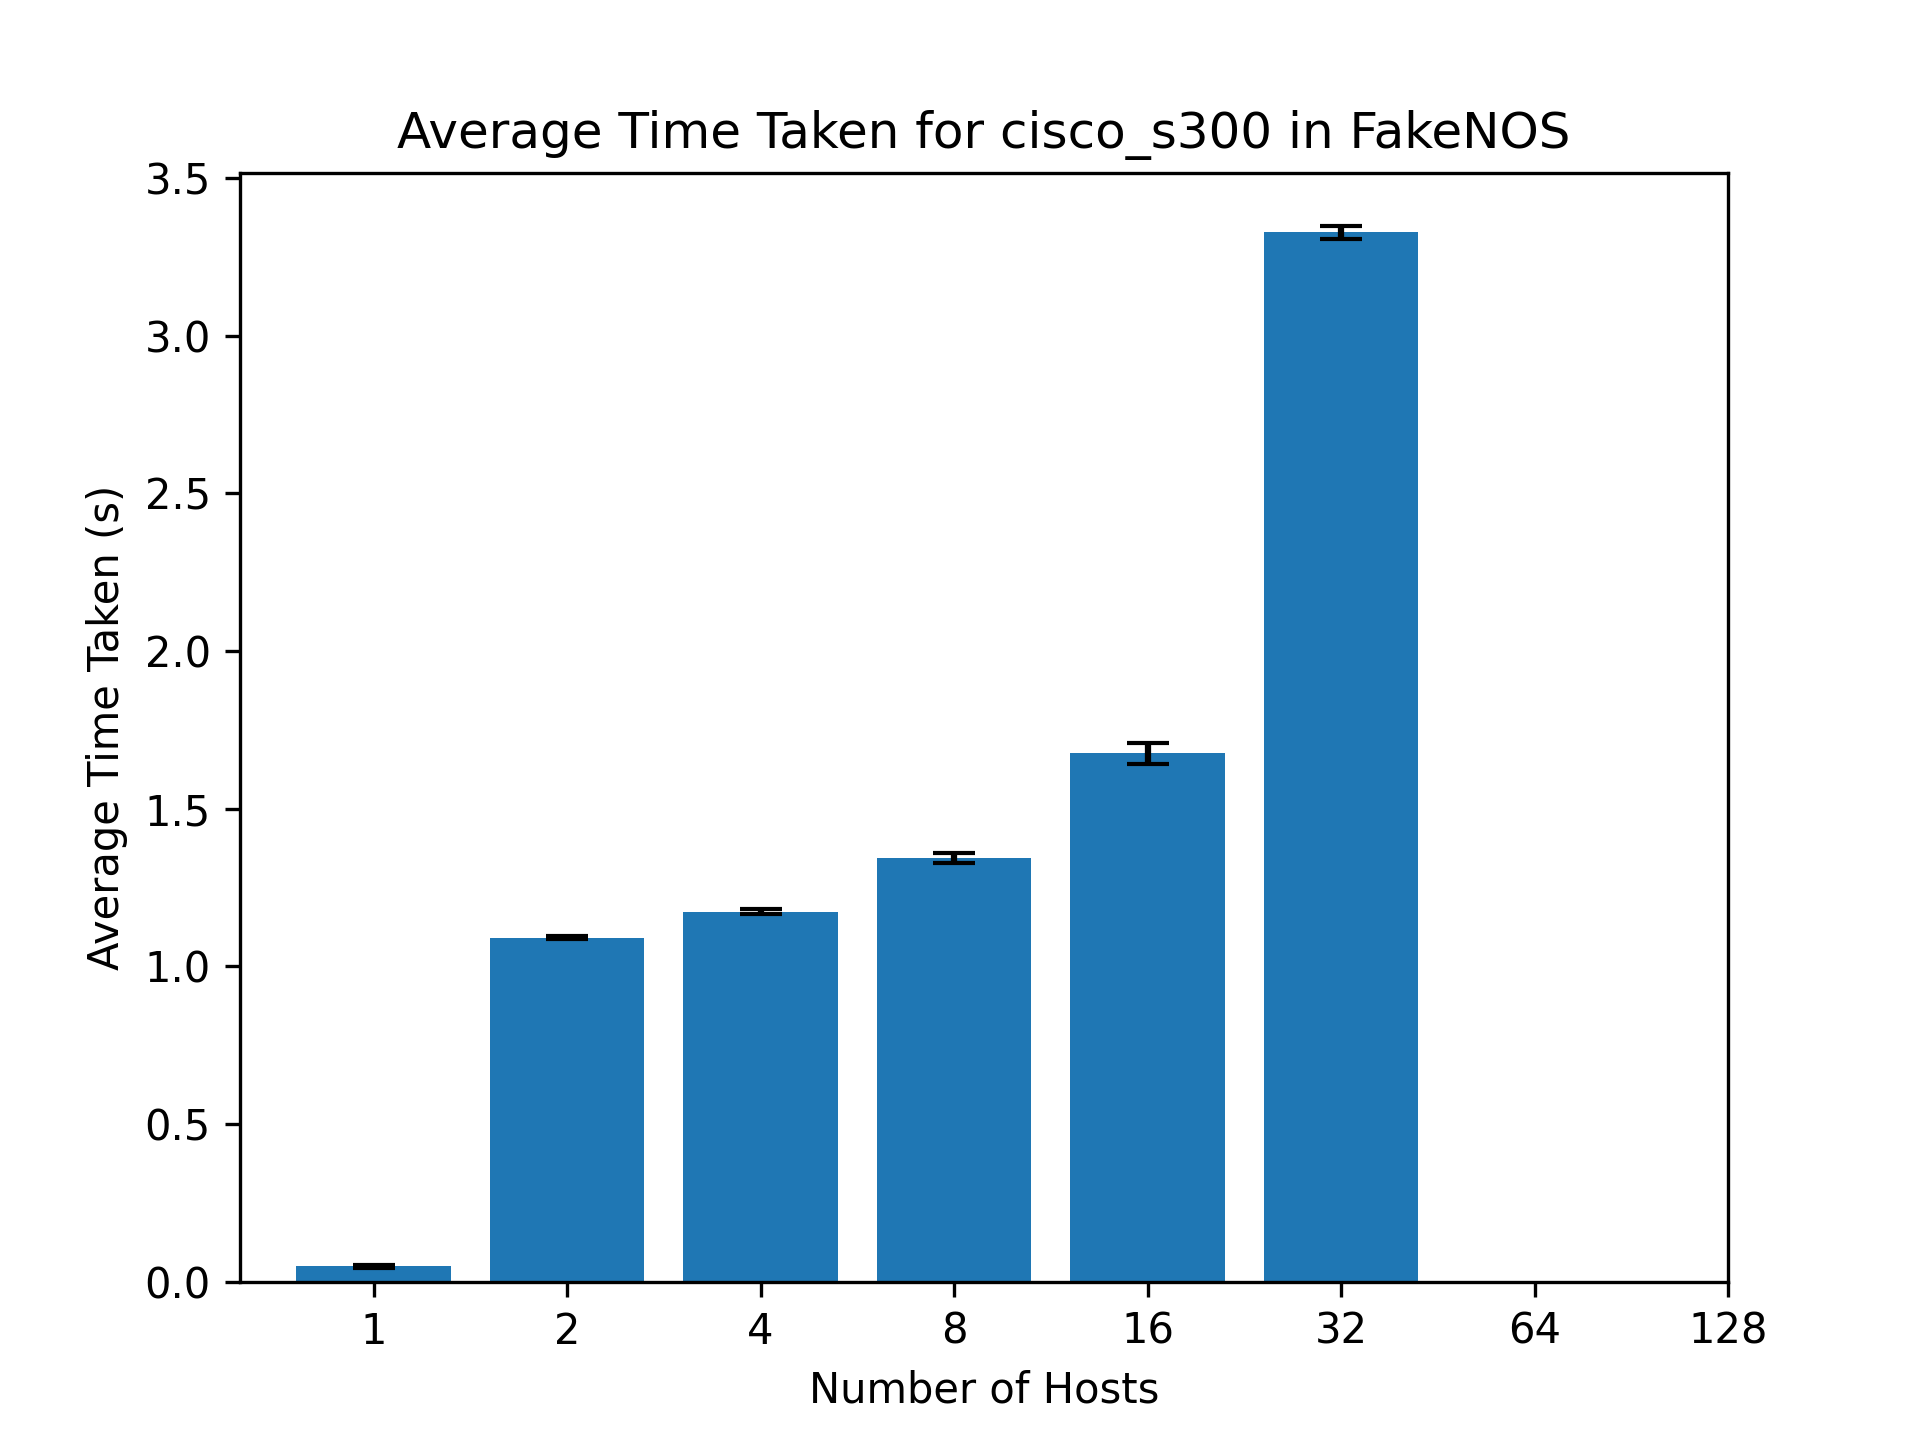 Average Time Taken for cisco_s300 in FakeNOS
3.5
3.0
2.5
2.0
1.5
1.0
0.5
0.0
Average Time Taken (s)
1 2 4 8 16 32 64 128
Number of Hosts